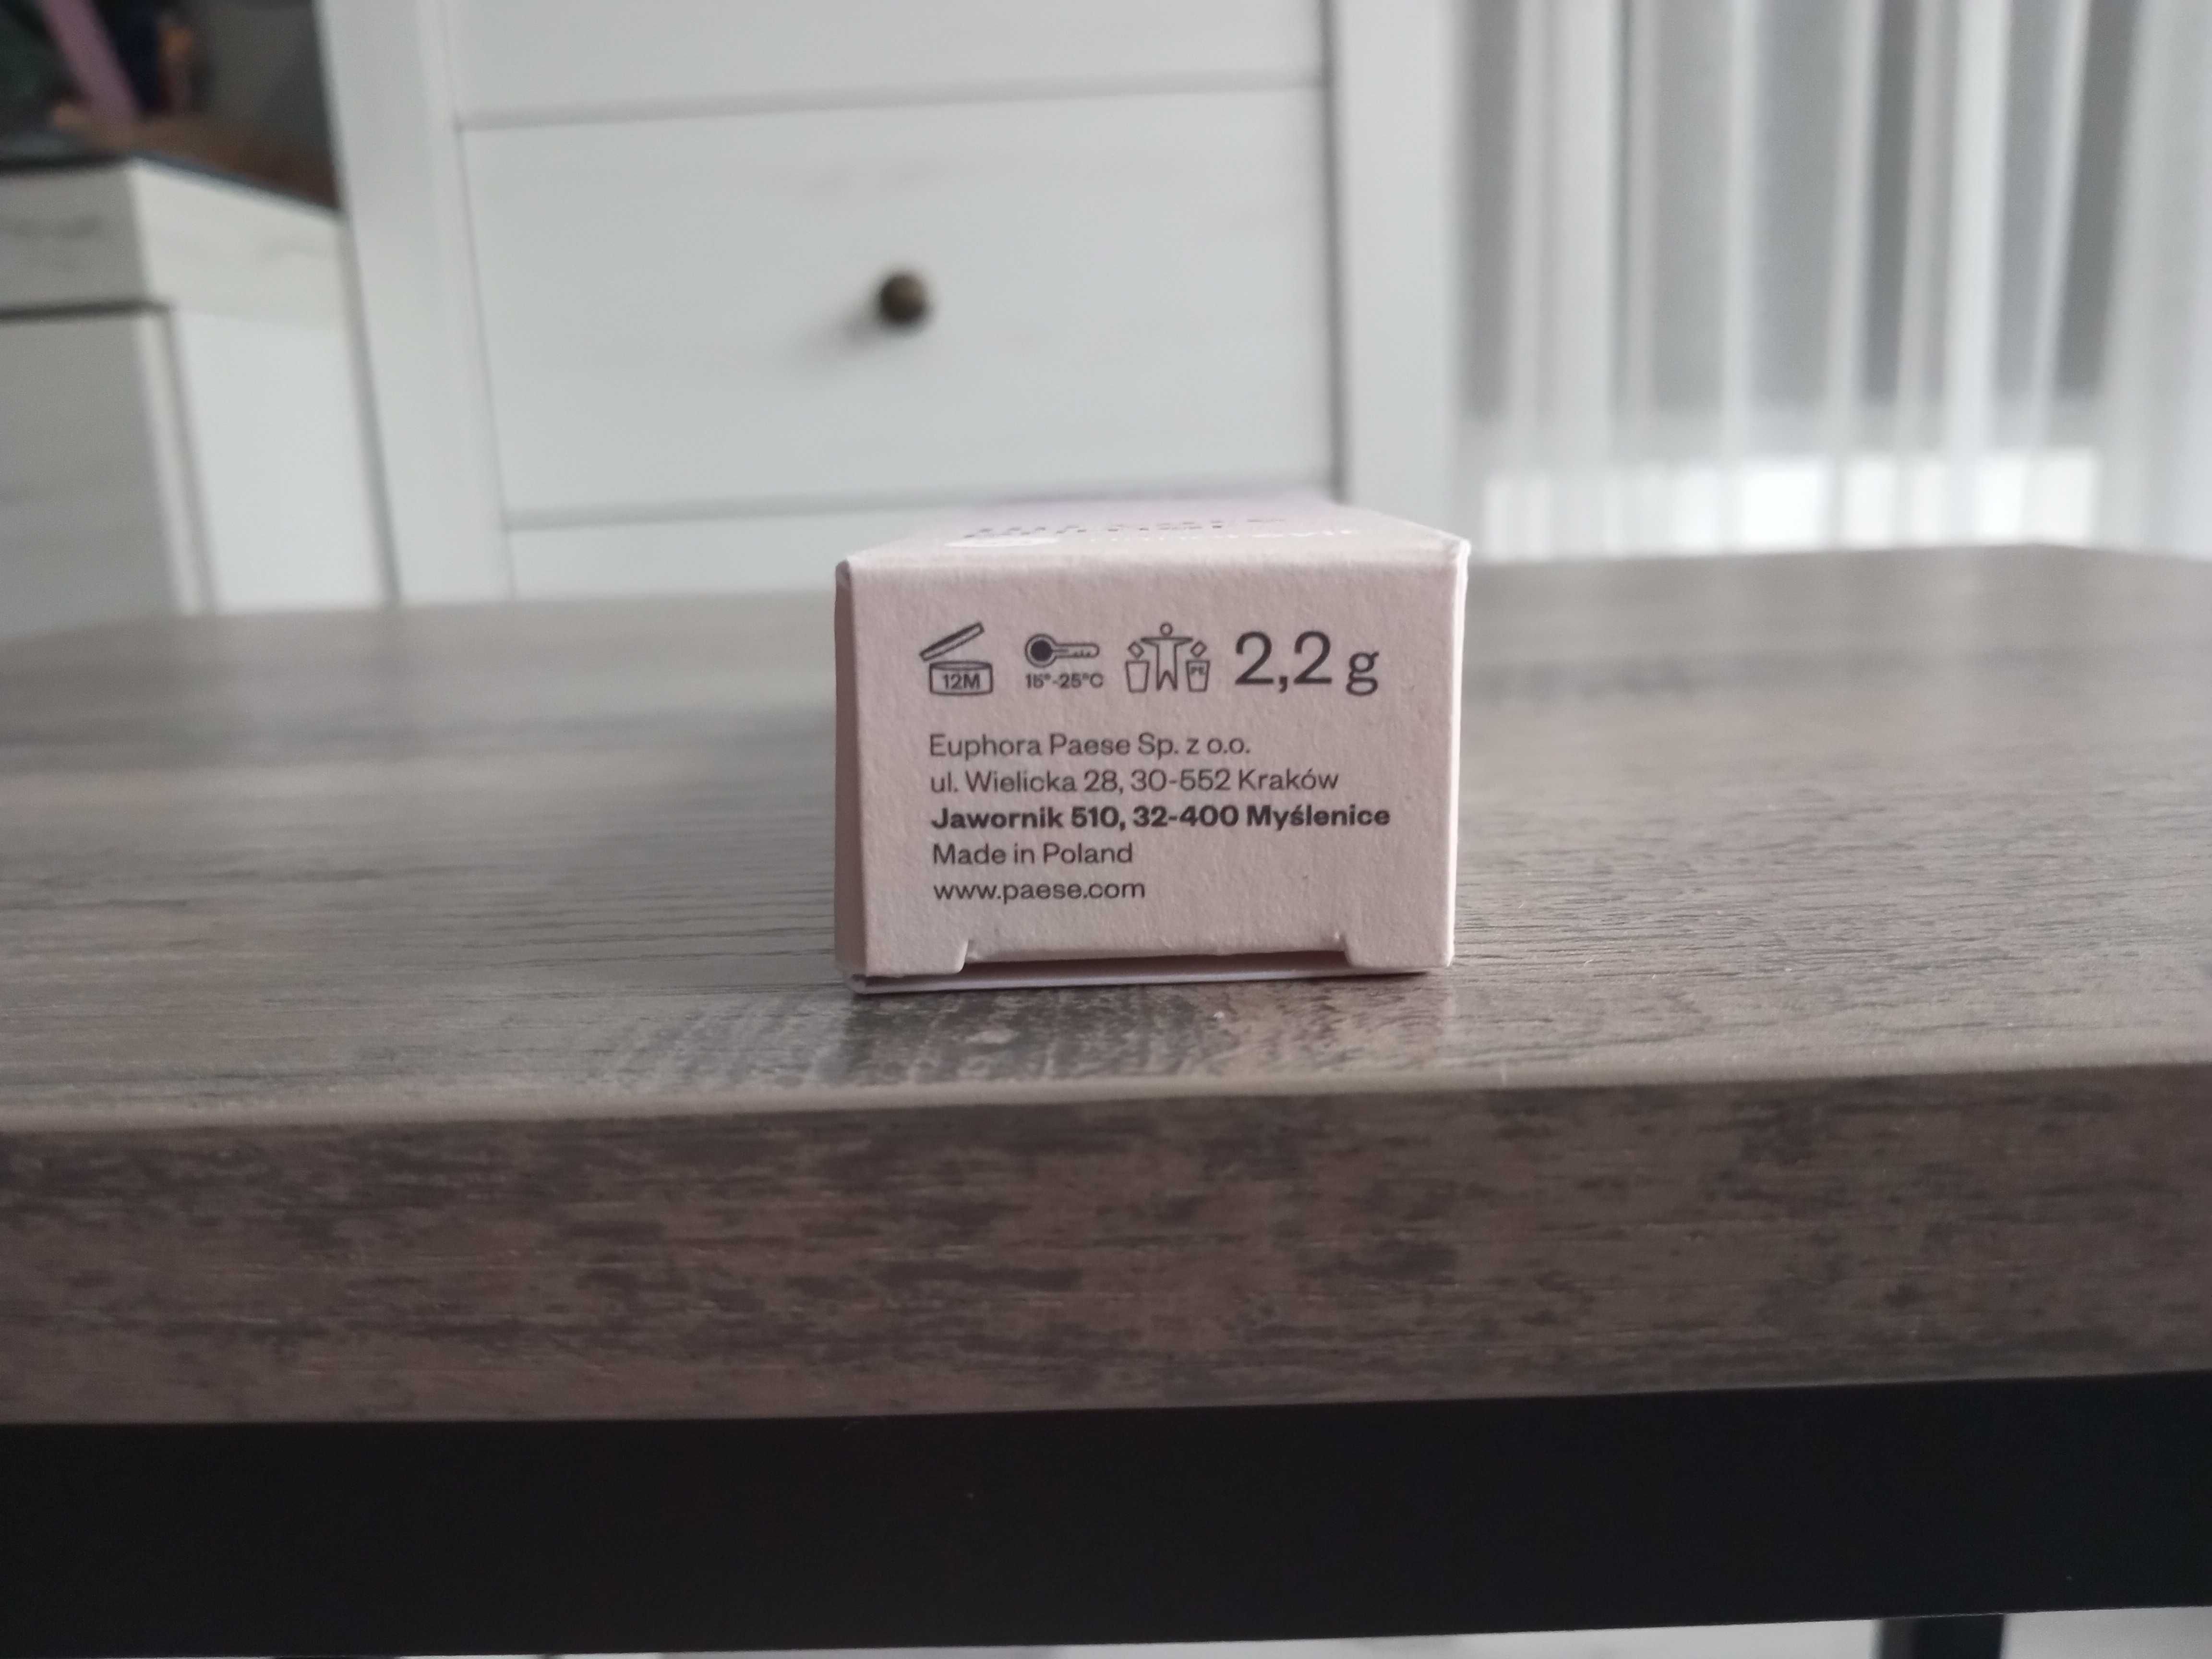 12M 15°-25°C PE 2,2 g
Euphora Paese Sp. z o.o.
ul. Wielicka 28, 30-552 Kraków
Jawornik 510, 32-400 Myślenice
Made in Poland
www.paese.com